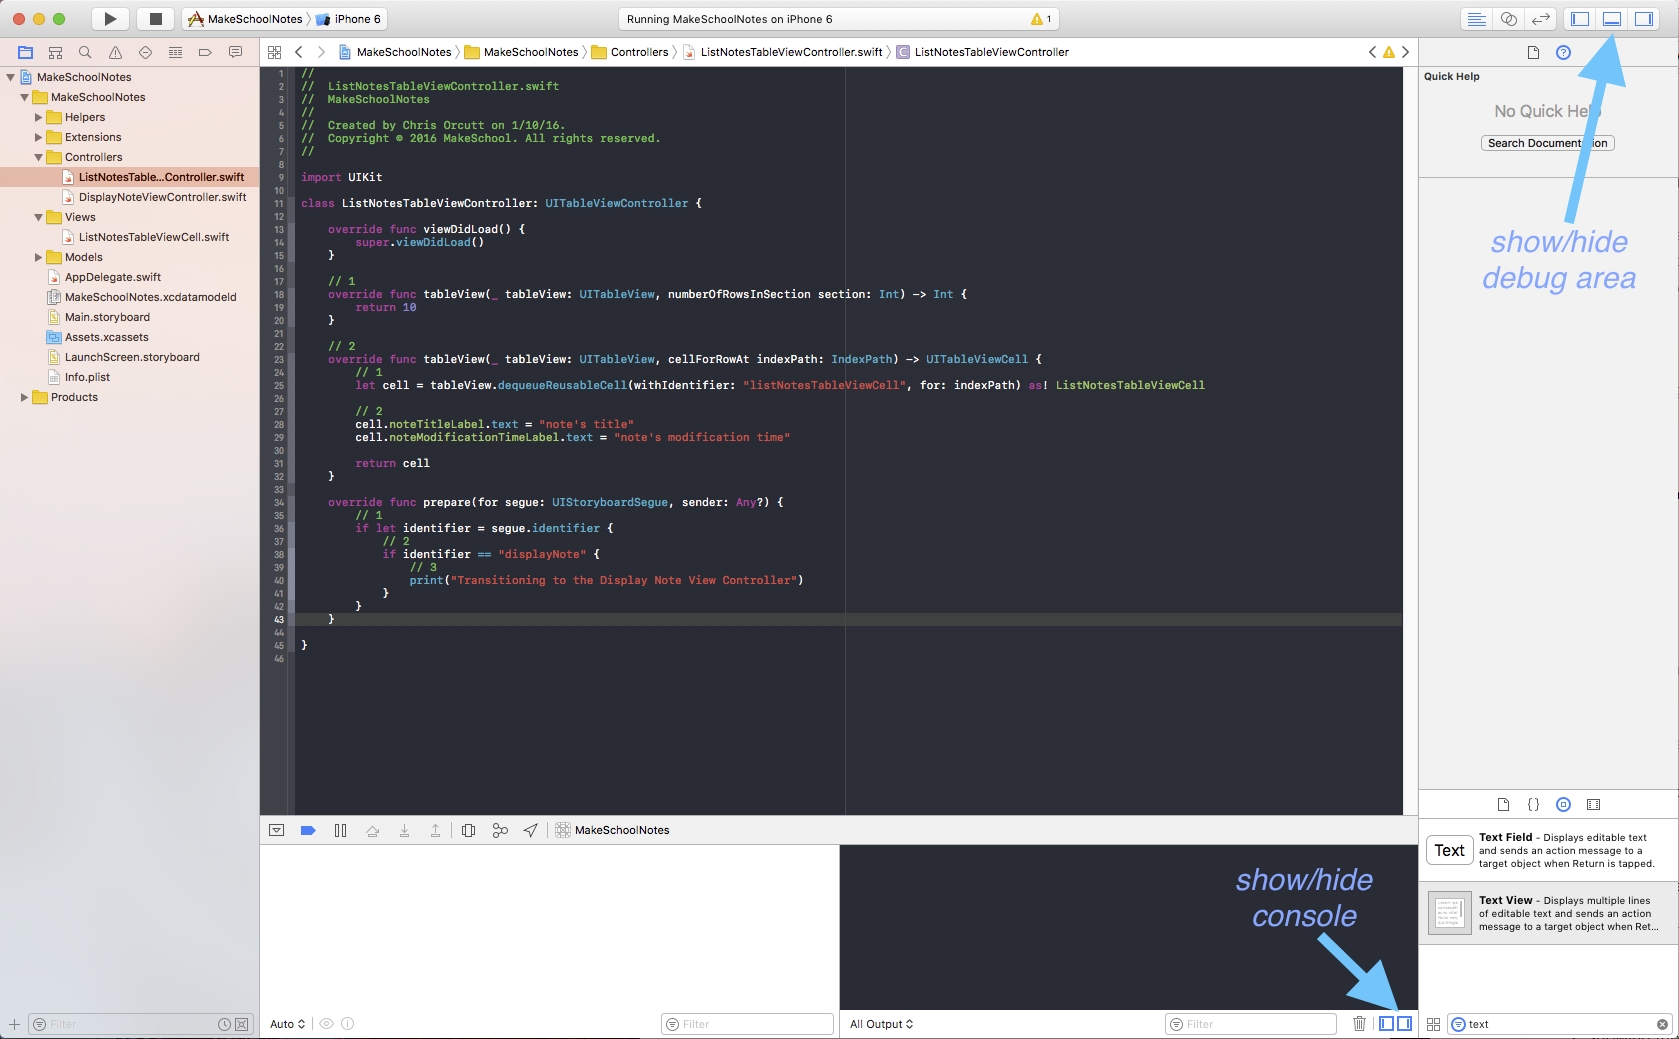 MakeSchoolNotes iPhone 6
Running MakeSchoolNotes on iPhone 6
1
MakeSchoolNotes MakeSchoolNotes Controllers ListNotesTableViewController.swift ListNotesTableViewController
MakeSchoolNotes
MakeSchoolNotes
Helpers
Extensions
Controllers
ListNotesTable...Controller.swift
DisplayNoteViewController.swift
Views
ListNotesTableViewCell.swift
Models
AppDelegate.swift
MakeSchoolNotes.xcdatamodeld
Main.storyboard
Assets.xcassets
LaunchScreen.storyboard
Info.plist
Products
Filter
1 //
2 //  ListNotesTableViewController.swift
3 //  MakeSchoolNotes
4 //
5 //  Created by Chris Orcutt on 1/10/16.
6 //  Copyright © 2016 MakeSchool. All rights reserved.
7 //
8
9 import UIKit
10
11 class ListNotesTableViewController: UITableViewController {
12
13     override func viewDidLoad() {
14         super.viewDidLoad()
15     }
16
17     // 1
18     override func tableView(_ tableView: UITableView, numberOfRowsInSection section: Int) -> Int {
19         return 10
20     }
21
22     // 2
23     override func tableView(_ tableView: UITableView, cellForRowAt indexPath: IndexPath) -> UITableViewCell {
24         // 1
25         let cell = tableView.dequeueReusableCell(withIdentifier: "listNotesTableViewCell", for: indexPath) as! ListNotesTableViewCell
26
27         // 2
28         cell.noteTitleLabel.text = "note's title"
29         cell.noteModificationTimeLabel.text = "note's modification time"
30
31         return cell
32     }
33
34     override func prepare(for segue: UIStoryboardSegue, sender: Any?) {
35         // 1
36         if let identifier = segue.identifier {
37             // 2
38             if identifier == "displayNote" {
39                 // 3
40                 print("Transitioning to the Display Note View Controller")
41             }
42         }
43     }
44
45 }
46
MakeSchoolNotes
show/hide
console
Auto
Filter
All Output
Filter
Quick Help
No Quick Help
Search Documentation
show/hide
debug area
Text
Text Field - Displays editable text
and sends an action message to a
target object when Return is tapped.
Text View - Displays multiple lines
of editable text and sends an action
message to a target object when Ret...
text